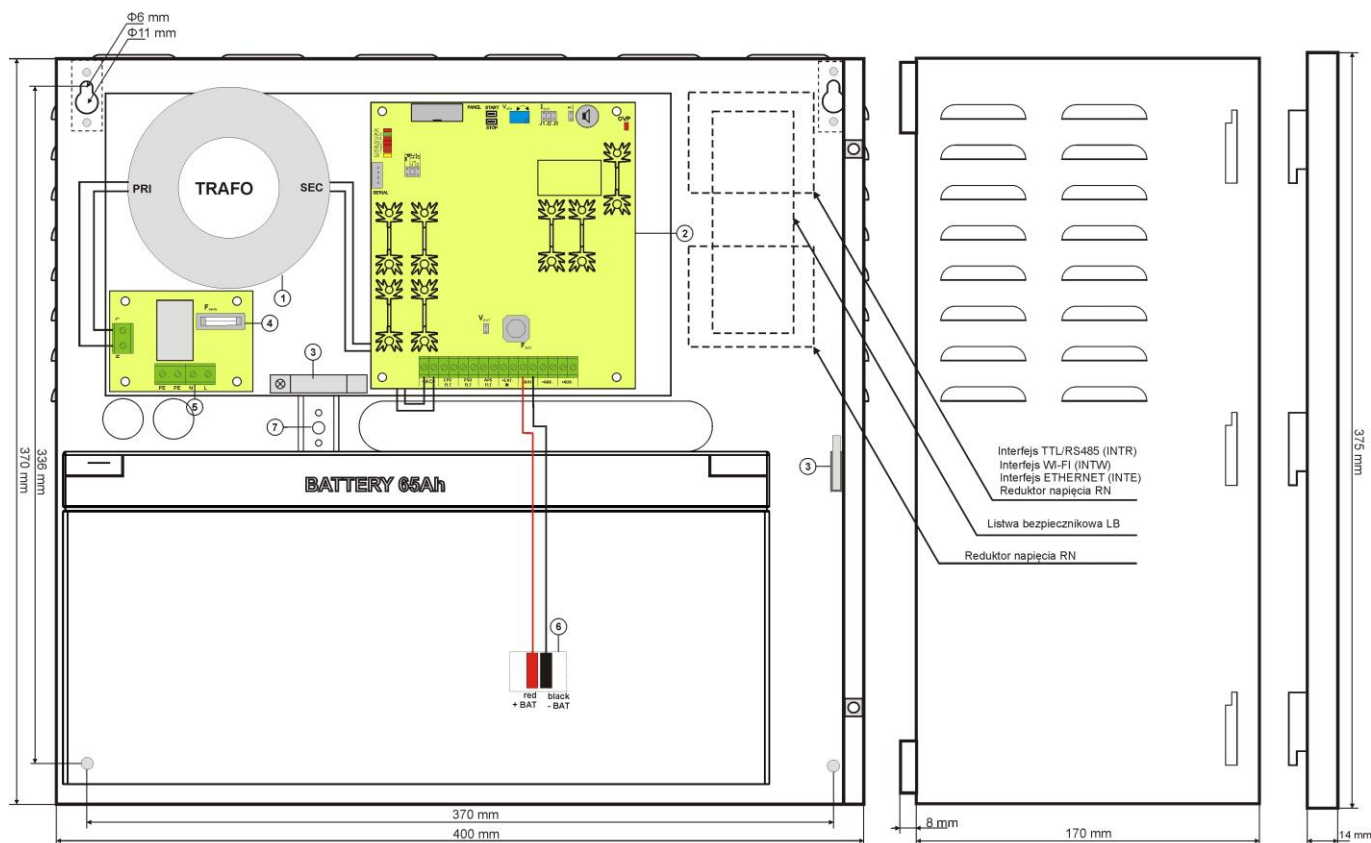 Φ6 mm
Φ11 mm
PANEL
START
STOP
J1 J2 J3
OVP
SERIAL
PRI
TRAFO
SEC
1
2
3
4
5
PE PE N L
7
3
BATTERY 65Ah
Interfejs TTL/RS485 (INTR)
Interfejs WI-FI (INTW)
Interfejs ETHERNET (INTE)
Reduktor napięcia RN
Listwa bezpiecznikowa LB
Reduktor napięcia RN
6
red
+ BAT
black
- BAT
336 mm
370 mm
375 mm
370 mm
400 mm
8 mm
170 mm
14 mm